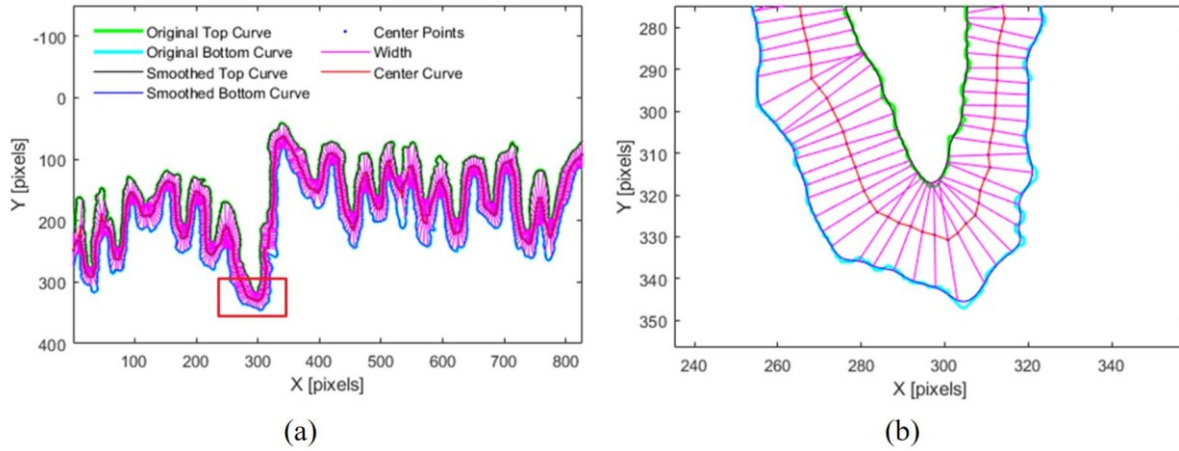 Original Top Curve
Original Bottom Curve
Smoothed Top Curve
Smoothed Bottom Curve
Center Points
Width
Center Curve
-100
0
100
200
300
400
Y [pixels]
100 200 300 400 500 600 700 800
X [pixels]
(a)
280
290
300
310
320
330
340
350
Y [pixels]
240 260 280 300 320 340
X [pixels]
(b)